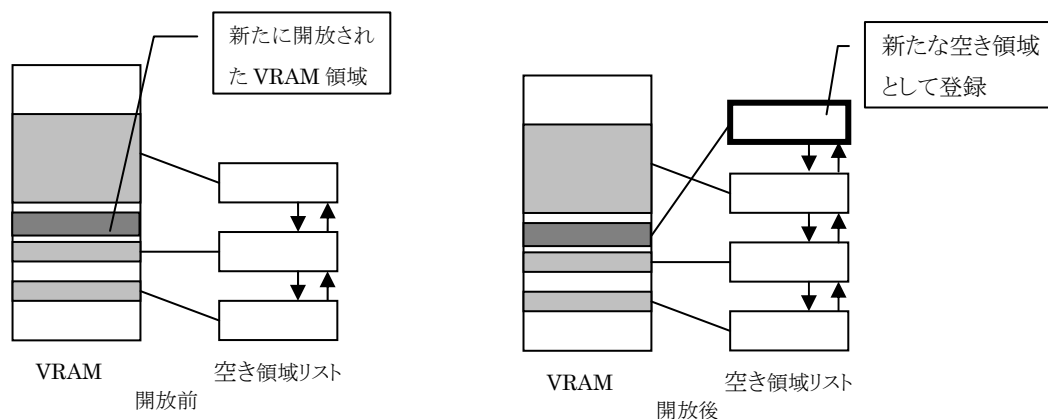 新たに開放され
た VRAM 領域
VRAM
空き領域リスト
開放前
新たな空き領域
として登録
VRAM
空き領域リスト
開放後